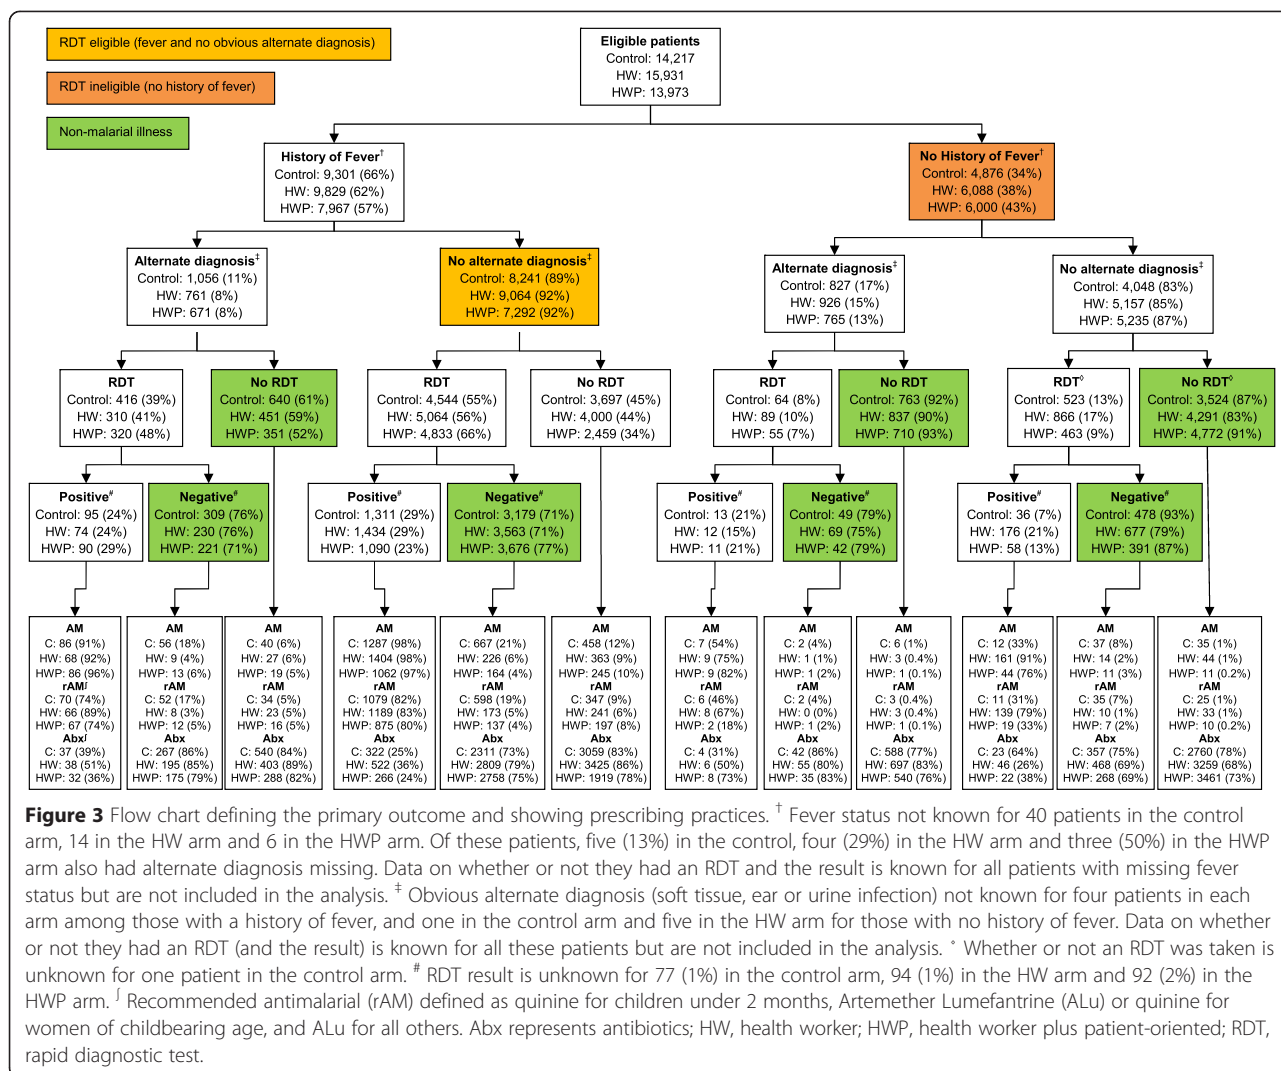 RDT eligible (fever and no obvious alternate diagnosis)
RDT ineligible (no history of fever)
Non-malarial illness
Eligible patients
Control: 14,217
HW: 15,931
HWP: 13,973
History of Fever†
Control: 9,301 (66%)
HW: 9,829 (62%)
HWP: 7,967 (57%)
No History of Fever†
Control: 4,876 (34%)
HW: 6,088 (38%)
HWP: 6,000 (43%)
Alternate diagnosis‡
Control: 1,056 (11%)
HW: 761 (8%)
HWP: 671 (8%)
No alternate diagnosis‡
Control: 8,241 (89%)
HW: 9,064 (92%)
HWP: 7,292 (92%)
Alternate diagnosis‡
Control: 827 (17%)
HW: 926 (15%)
HWP: 765 (13%)
No alternate diagnosis‡
Control: 4,048 (83%)
HW: 5,157 (85%)
HWP: 5,235 (87%)
RDT
Control: 416 (39%)
HW: 310 (41%)
HWP: 320 (48%)
No RDT
Control: 640 (61%)
HW: 451 (59%)
HWP: 351 (52%)
RDT
Control: 4,544 (55%)
HW: 5,064 (56%)
HWP: 4,833 (66%)
No RDT
Control: 3,697 (45%)
HW: 4,000 (44%)
HWP: 2,459 (34%)
RDT
Control: 64 (8%)
HW: 89 (10%)
HWP: 55 (7%)
No RDT
Control: 763 (92%)
HW: 837 (90%)
HWP: 710 (93%)
RDT◊
Control: 523 (13%)
HW: 866 (17%)
HWP: 463 (9%)
No RDT◊
Control: 3,524 (87%)
HW: 4,291 (83%)
HWP: 4,772 (91%)
Positive#
Control: 95 (24%)
HW: 74 (24%)
HWP: 90 (29%)
Negative#
Control: 309 (76%)
HW: 230 (76%)
HWP: 221 (71%)
Positive#
Control: 1,311 (29%)
HW: 1,434 (29%)
HWP: 1,090 (23%)
Negative#
Control: 3,179 (71%)
HW: 3,563 (71%)
HWP: 3,676 (77%)
Positive#
Control: 13 (21%)
HW: 12 (15%)
HWP: 11 (21%)
Negative#
Control: 49 (79%)
HW: 69 (75%)
HWP: 42 (79%)
Positive#
Control: 36 (7%)
HW: 176 (21%)
HWP: 58 (13%)
Negative#
Control: 478 (93%)
HW: 677 (79%)
HWP: 391 (87%)
AM
C: 86 (91%)
HW: 68 (92%)
HWP: 86 (96%)
rAM∫
C: 70 (74%)
HW: 66 (89%)
HWP: 67 (74%)
Abx∫
C: 37 (39%)
HW: 38 (51%)
HWP: 32 (36%)
AM
C: 56 (18%)
HW: 9 (4%)
HWP: 13 (6%)
rAM
C: 52 (17%)
HW: 8 (3%)
HWP: 12 (5%)
Abx
C: 267 (86%)
HW: 195 (85%)
HWP: 175 (79%)
AM
C: 40 (6%)
HW: 27 (6%)
HWP: 19 (5%)
rAM
C: 34 (5%)
HW: 23 (5%)
HWP: 16 (5%)
Abx
C: 540 (84%)
HW: 403 (89%)
HWP: 288 (82%)
AM
C: 1287 (98%)
HW: 1404 (98%)
HWP: 1062 (97%)
rAM
C: 1079 (82%)
HW: 1189 (83%)
HWP: 875 (80%)
Abx
C: 322 (25%)
HW: 522 (36%)
HWP: 266 (24%)
AM
C: 667 (21%)
HW: 226 (6%)
HWP: 164 (4%)
rAM
C: 598 (19%)
HW: 173 (5%)
HWP: 137 (4%)
Abx
C: 2311 (73%)
HW: 2809 (79%)
HWP: 2758 (75%)
AM
C: 458 (12%)
HW: 363 (9%)
HWP: 245 (10%)
rAM
C: 347 (9%)
HW: 241 (6%)
HWP: 197 (8%)
Abx
C: 3059 (83%)
HW: 3425 (86%)
HWP: 1919 (78%)
AM
C: 7 (54%)
HW: 9 (75%)
HWP: 9 (82%)
rAM
C: 6 (46%)
HW: 8 (67%)
HWP: 2 (18%)
Abx
C: 4 (31%)
HW: 6 (50%)
HWP: 8 (73%)
AM
C: 2 (4%)
HW: 1 (1%)
HWP: 1 (2%)
rAM
C: 2 (4%)
HW: 0 (0%)
HWP: 1 (2%)
Abx
C: 42 (86%)
HW: 55 (80%)
HWP: 35 (83%)
AM
C: 6 (1%)
HW: 3 (0.4%)
HWP: 1 (0.1%)
rAM
C: 3 (0.4%)
HW: 3 (0.4%)
HWP: 1 (0.1%)
Abx
C: 588 (77%)
HW: 697 (83%)
HWP: 540 (76%)
AM
C: 12 (33%)
HW: 161 (91%)
HWP: 44 (76%)
rAM
C: 11 (31%)
HW: 139 (79%)
HWP: 19 (33%)
Abx
C: 23 (64%)
HW: 46 (26%)
HWP: 22 (38%)
AM
C: 37 (8%)
HW: 14 (2%)
HWP: 11 (3%)
rAM
C: 35 (7%)
HW: 10 (1%)
HWP: 7 (2%)
Abx
C: 357 (75%)
HW: 468 (69%)
HWP: 268 (69%)
AM
C: 35 (1%)
HW: 44 (1%)
HWP: 11 (0.2%)
rAM
C: 25 (1%)
HW: 33 (1%)
HWP: 10 (0.2%)
Abx
C: 2760 (78%)
HW: 3259 (68%)
HWP: 3461 (73%)
Figure 3 Flow chart defining the primary outcome and showing prescribing practices. † Fever status not known for 40 patients in the control
arm, 14 in the HW arm and 6 in the HWP arm. Of these patients, five (13%) in the control, four (29%) in the HW arm and three (50%) in the HWP
arm also had alternate diagnosis missing. Data on whether or not they had an RDT and the result is known for all patients with missing fever
status but are not included in the analysis. ‡ Obvious alternate diagnosis (soft tissue, ear or urine infection) not known for four patients in each
arm among those with a history of fever, and one in the control arm and five in the HW arm for those with no history of fever. Data on whether
or not they had an RDT (and the result) is known for all these patients but are not included in the analysis. ° Whether or not an RDT was taken is
unknown for one patient in the control arm. # RDT result is unknown for 77 (1%) in the control arm, 94 (1%) in the HW arm and 92 (2%) in the
HWP arm. ∫ Recommended antimalarial (rAM) defined as quinine for children under 2 months, Artemether Lumefantrine (ALu) or quinine for
women of childbearing age, and ALu for all others. Abx represents antibiotics; HW, health worker; HWP, health worker plus patient-oriented; RDT,
rapid diagnostic test.